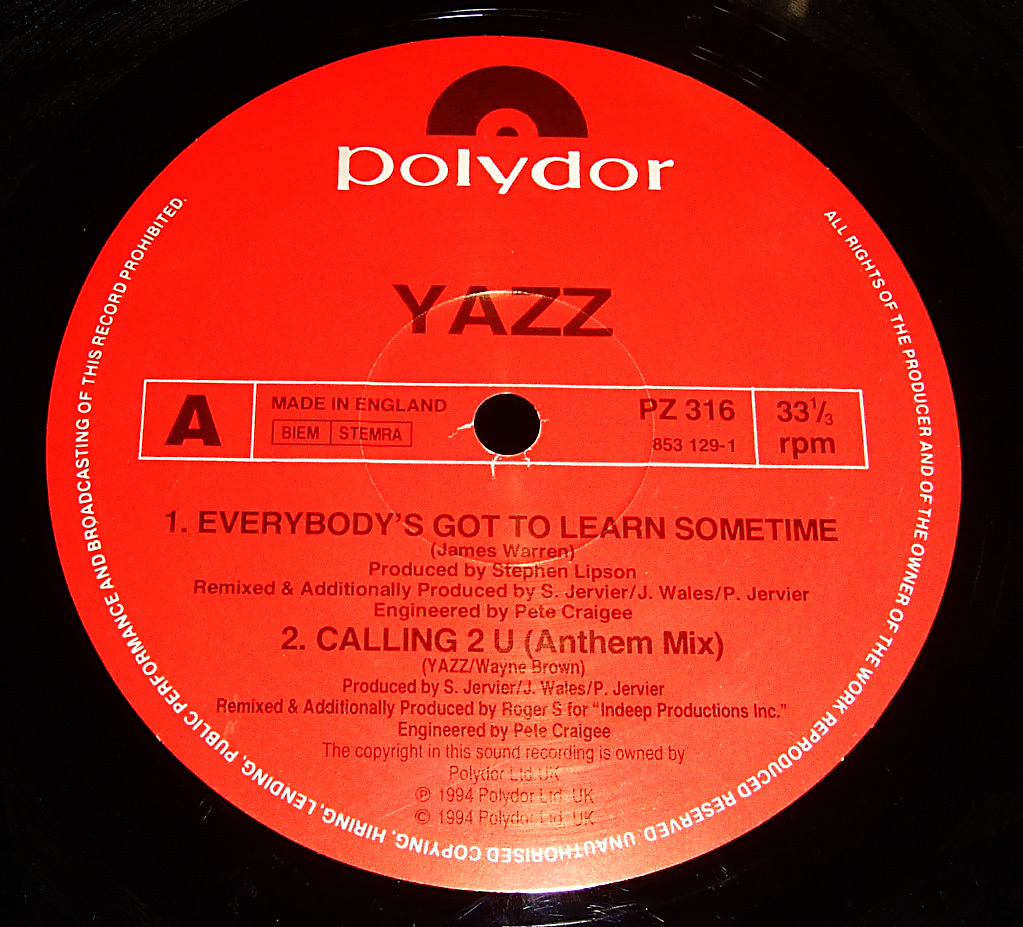 polydor
YAZZ
A
MADE IN ENGLAND
BIEM STEMRA
PZ 316
853 129-1
33 1/3
rpm
1. EVERYBODY'S GOT TO LEARN SOMETIME
(James Warren)
Produced by Stephen Lipson
Remixed & Additionally Produced by S. Jervier/J. Wales/P. Jervier
Engineered by Pete Craigee
2. CALLING 2 U (Anthem Mix)
(YAZZ/Wayne Brown)
Produced by S. Jervier/J. Wales/P. Jervier
Remixed & Additionally Produced by Roger S for "Indeep Productions Inc."
Engineered by Pete Craigee
The copyright in this sound recording is owned by
Polydor Ltd. UK
℗ 1994 Polydor Ltd. UK
© 1994 Polydor Ltd. UK
ALL RIGHTS OF THE PRODUCER AND OF THE OWNER OF THE WORK REPRODUCED RESERVED. UNAUTHORISED COPYING, HIRING, LENDING, PUBLIC PERFORMANCE AND BROADCASTING OF THIS RECORD PROHIBITED.